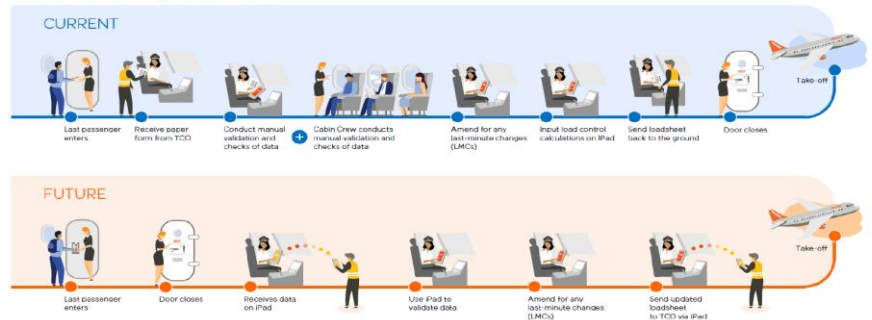 CURRENT
Last passenger
enters
Receive paper
form from TCO
Conduct manual
validation and
checks of data
Cabin Crew conducts
manual validation and
checks of data
Amend for any
last-minute changes
(LMCs)
Input load control
calculations on iPad
Send loadsheet
back to the ground
Door closes
Take-off
FUTURE
Last passenger
enters
Door closes
Receives data
on iPad
Use iPad to
validate data
Amend for any
last-minute changes
(LMCs)
Send updated
loadsheet
to TCO via iPad
Take-off